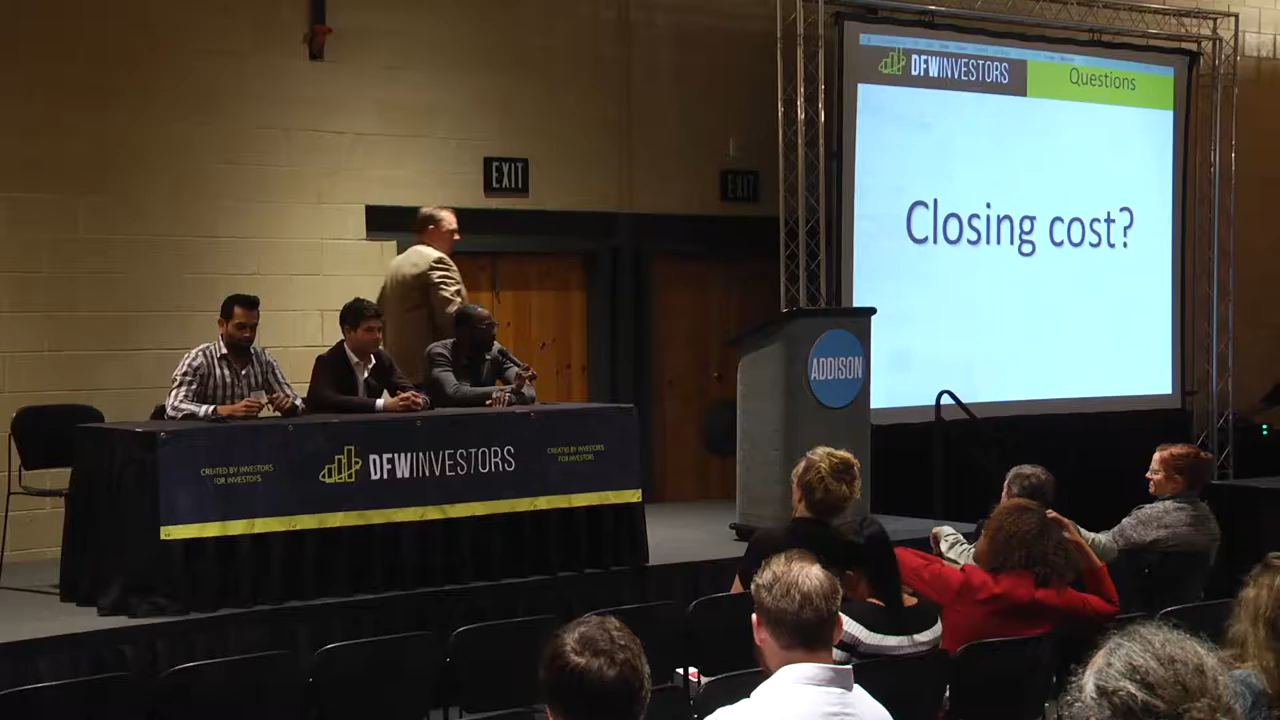 DFWINVESTORS
Questions
Closing cost?
EXIT
EXIT
ADDISON
CREATED BY INVESTORS
FOR INVESTORS
DFWINVESTORS
CREATED BY INVESTORS
FOR INVESTORS